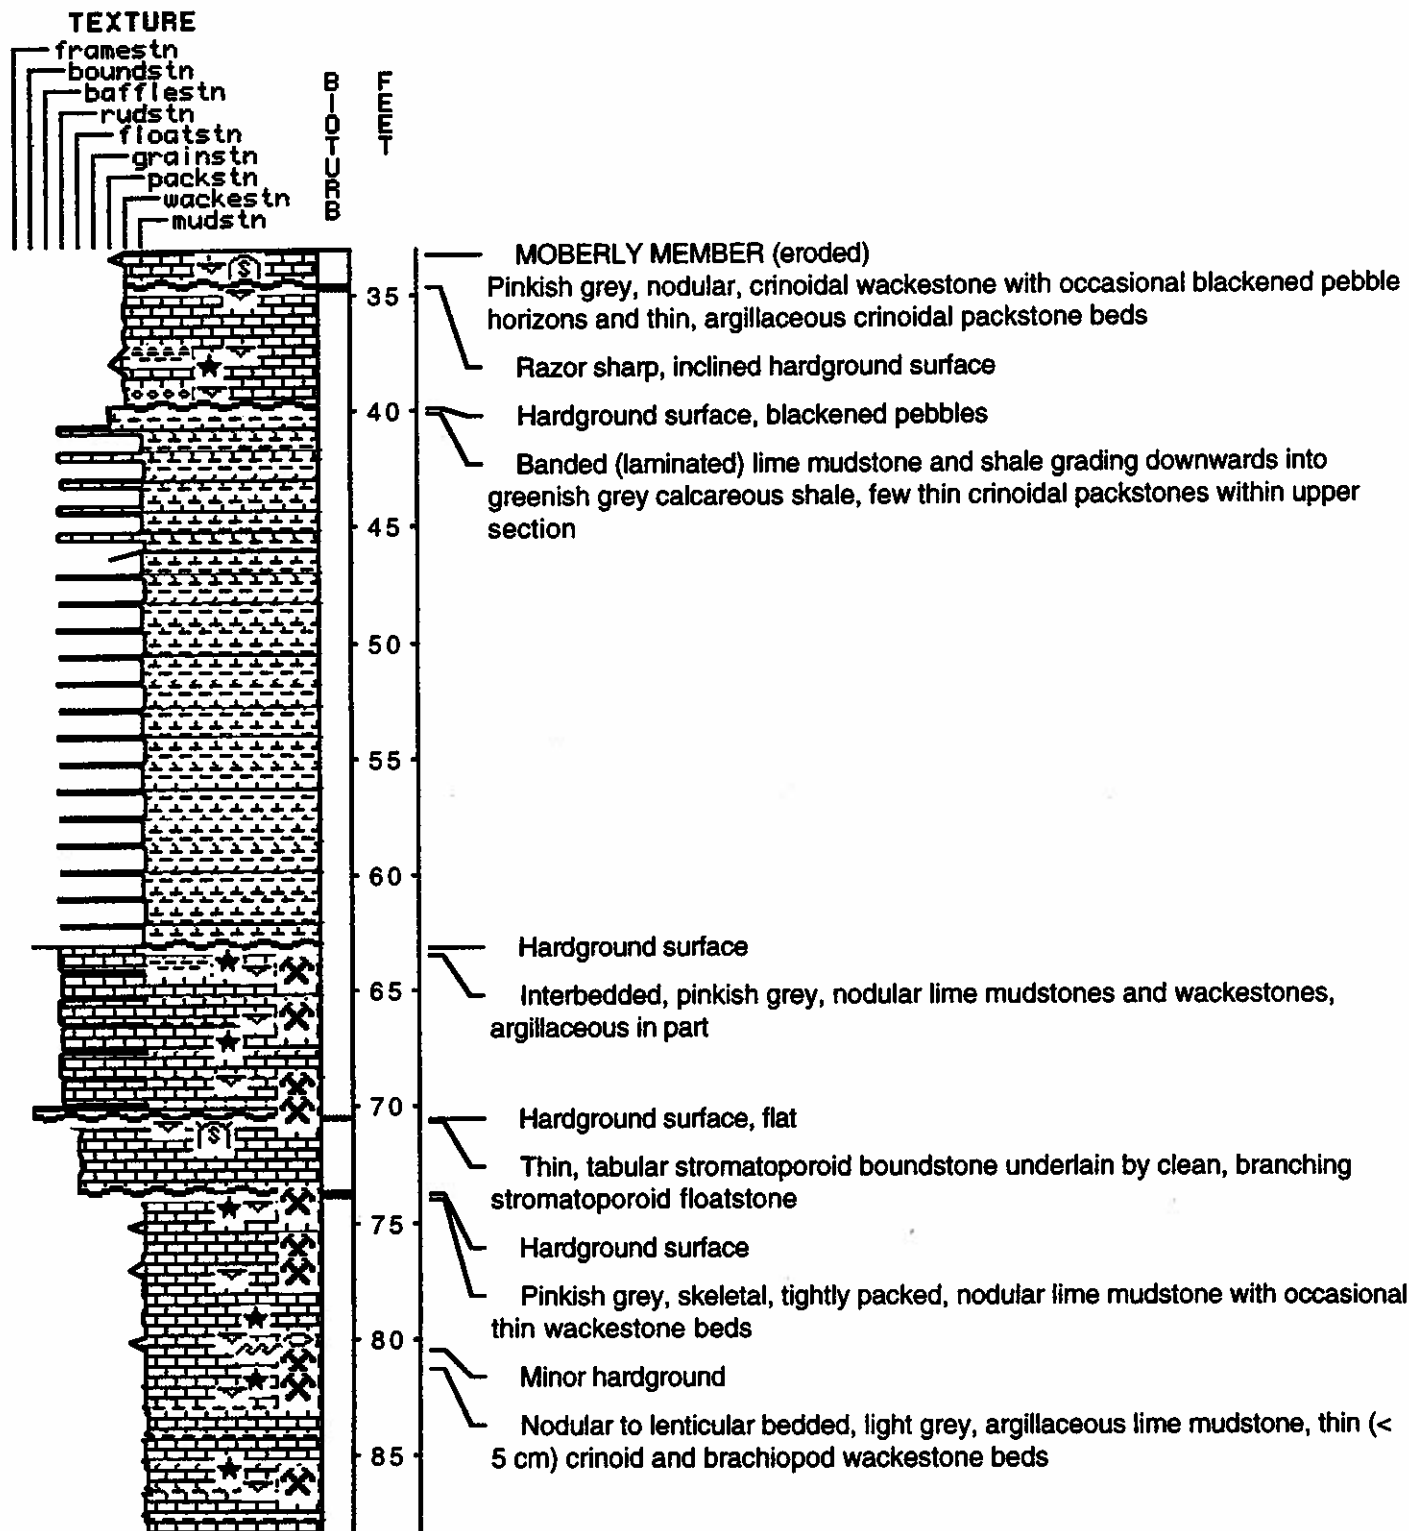 TEXTURE
framestn
boundstn
bafflestn
rudstn
floatstn
grainstn
packstn
wackestn
mudstn
BIOTURB
FEET
MOBERLY MEMBER (eroded)
Pinkish grey, nodular, crinoidal wackestone with occasional blackened pebble
horizons and thin, argillaceous crinoidal packstone beds
35
Razor sharp, inclined hardground surface
40
Hardground surface, blackened pebbles
Banded (laminated) lime mudstone and shale grading downwards into
greenish grey calcareous shale, few thin crinoidal packstones within upper
section
45
50
55
60
Hardground surface
65
Interbedded, pinkish grey, nodular lime mudstones and wackestones,
argillaceous in part
70
Hardground surface, flat
Thin, tabular stromatoporoid boundstone underlain by clean, branching
stromatoporoid floatstone
75
Hardground surface
Pinkish grey, skeletal, tightly packed, nodular lime mudstone with occasional
thin wackestone beds
80
Minor hardground
Nodular to lenticular bedded, light grey, argillaceous lime mudstone, thin (<
5 cm) crinoid and brachiopod wackestone beds
85
S
S